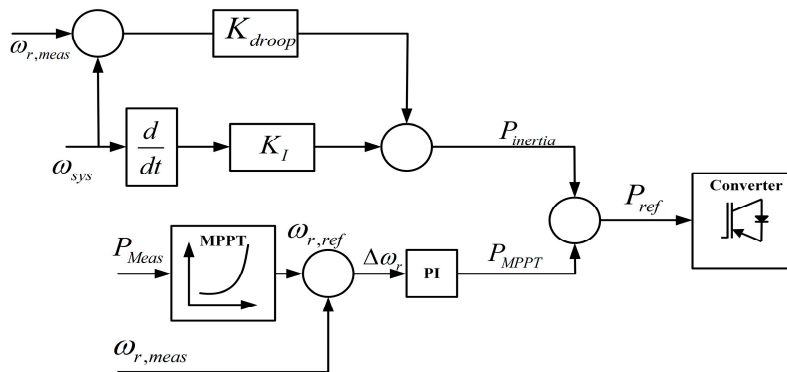 ω_{r,meas}
K_{droop}
ω_{sys}
d/dt
K_I
P_{inertia}
P_{ref}
Converter
P_{Meas}
MPPT
ω_{r,ref}
Δω_r
PI
P_{MPPT}
ω_{r,meas}